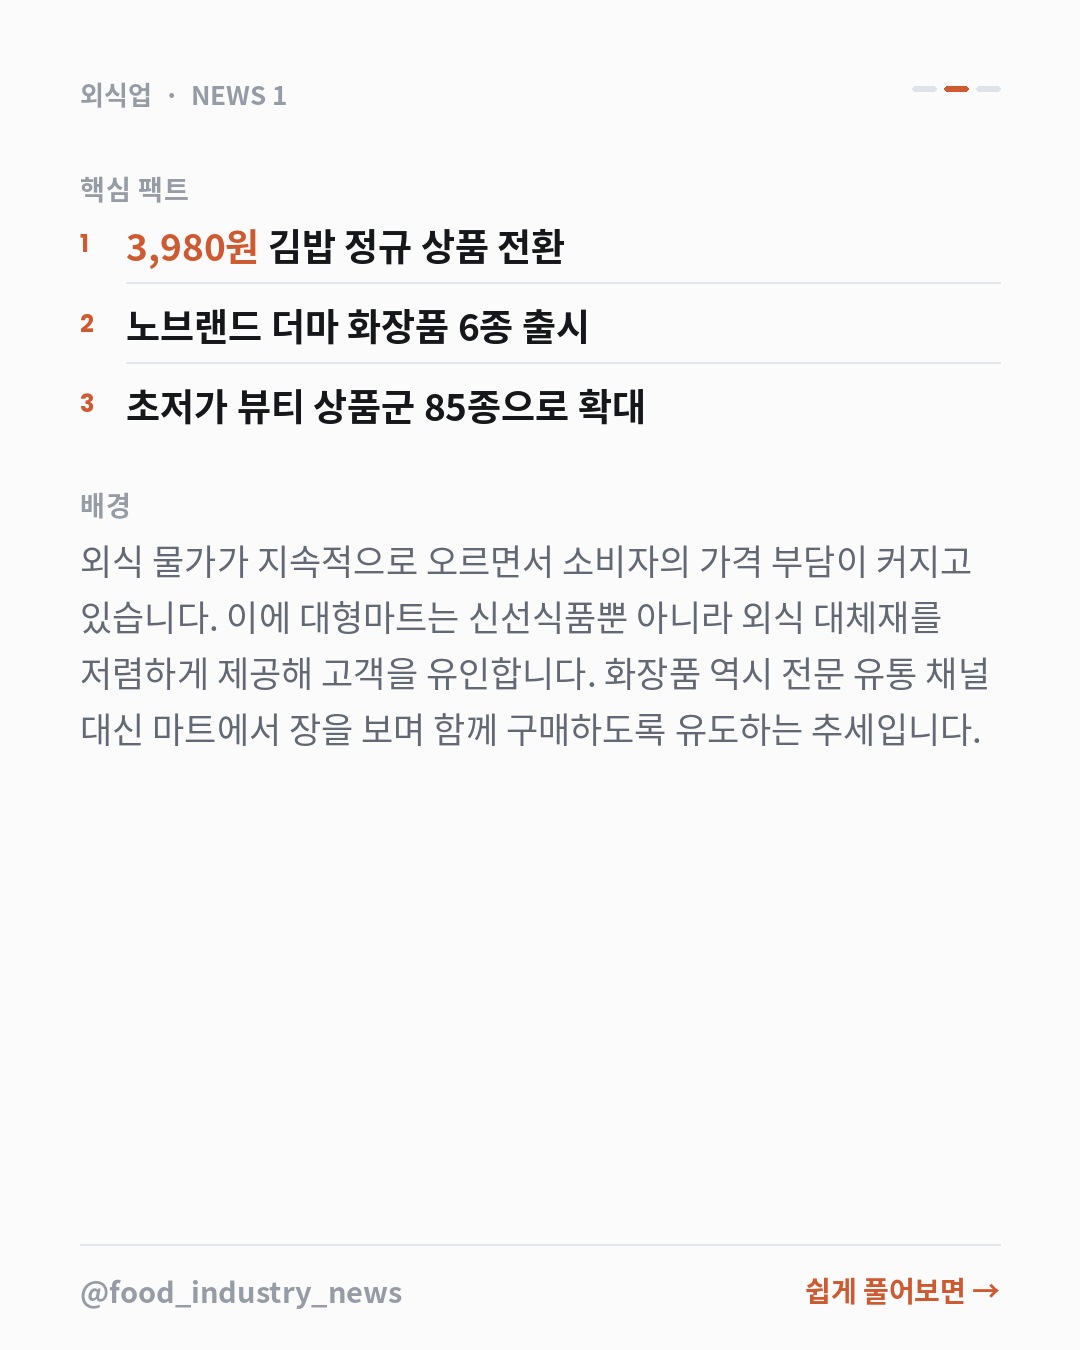 외식업 · NEWS 1
핵심 팩트
1 3,980원 김밥 정규 상품 전환
2 노브랜드 더마 화장품 6종 출시
3 초저가 뷰티 상품군 85종으로 확대
배경
외식 물가가 지속적으로 오르면서 소비자의 가격 부담이 커지고
있습니다. 이에 대형마트는 신선식품뿐 아니라 외식 대체재를
저렴하게 제공해 고객을 유인합니다. 화장품 역시 전문 유통 채널
대신 마트에서 장을 보며 함께 구매하도록 유도하는 추세입니다.
@food_industry_news
쉽게 풀어보면 →